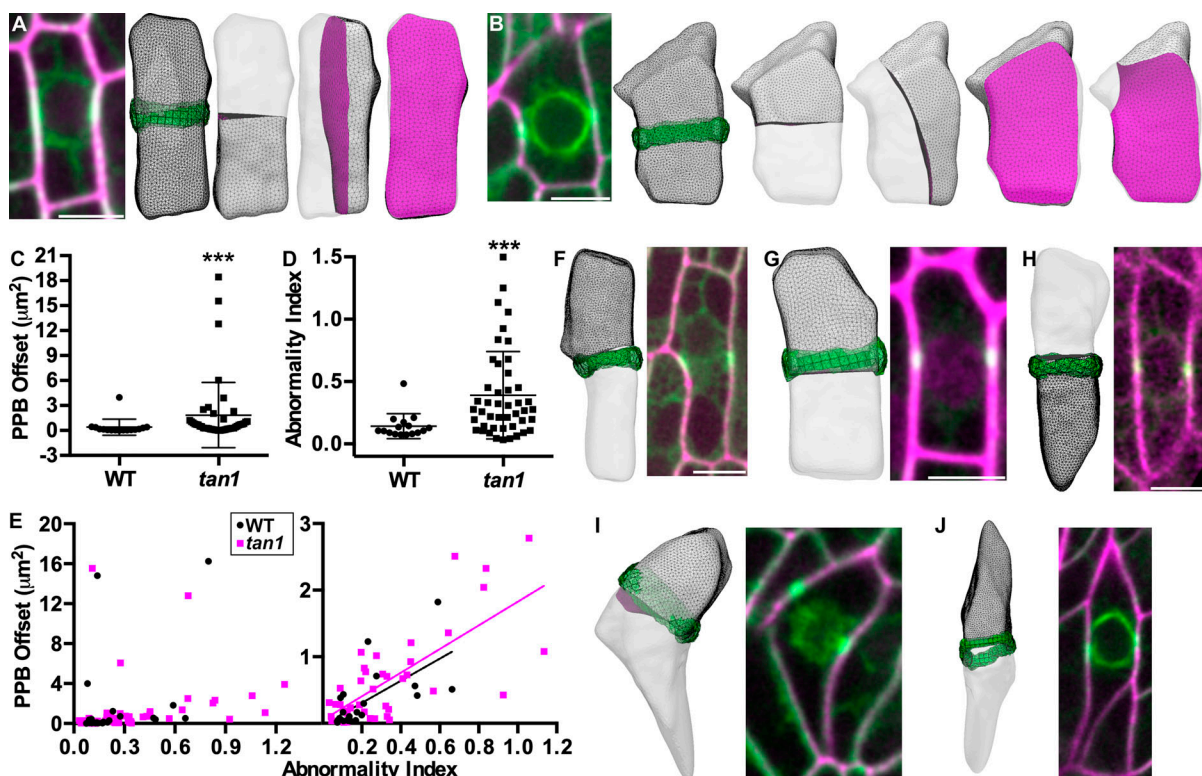 A
B
C
PPB Offset (μm²)
21
18
15
12
9
6
3
0
-3
***
WT
tan1
D
Abnormality Index
1.5
1.0
0.5
0.0
***
WT
tan1
F
G
H
E
PPB Offset (μm²)
20
16
12
8
4
0
0.0 0.3 0.6 0.9 1.2
WT
tan1
3
2
1
0.0 0.2 0.4 0.6 0.8 1.0 1.2
Abnormality Index
I
J